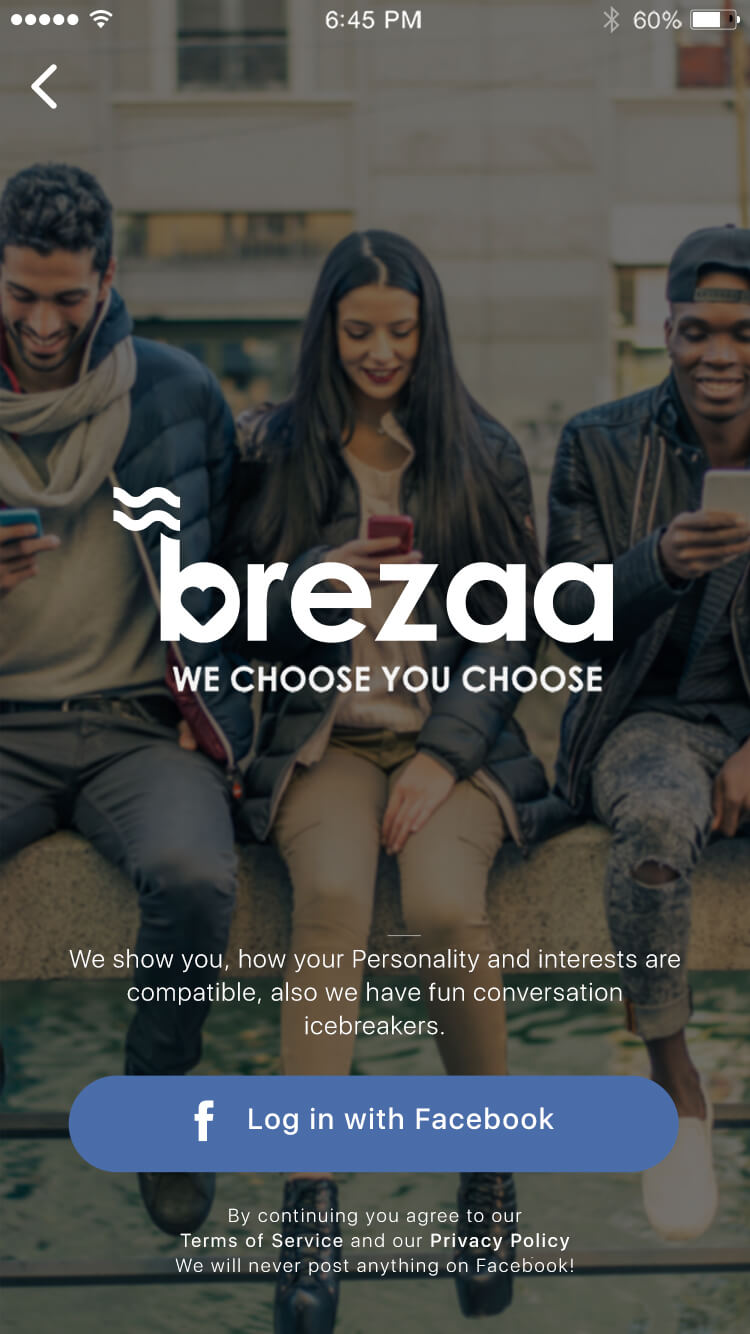 6:45 PM 60%
brezaa
WE CHOOSE YOU CHOOSE
We show you, how your Personality and interests are
compatible, also we have fun conversation
icebreakers.
f Log in with Facebook
By continuing you agree to our
Terms of Service and our Privacy Policy
We will never post anything on Facebook!